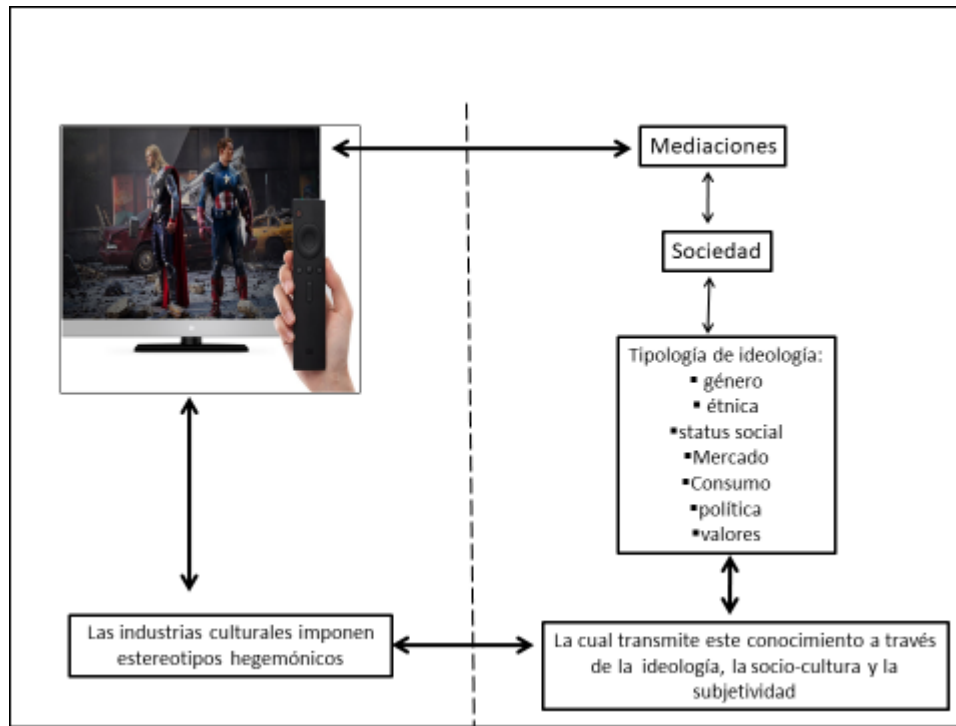 Mediaciones
Sociedad
Tipología de ideología:
▪ género
▪ étnica
▪status social
▪Mercado
▪Consumo
▪política
▪valores
Las industrias culturales imponen
estereotipos hegemónicos
La cual transmite este conocimiento a través
de la ideología, la socio-cultura y la
subjetividad